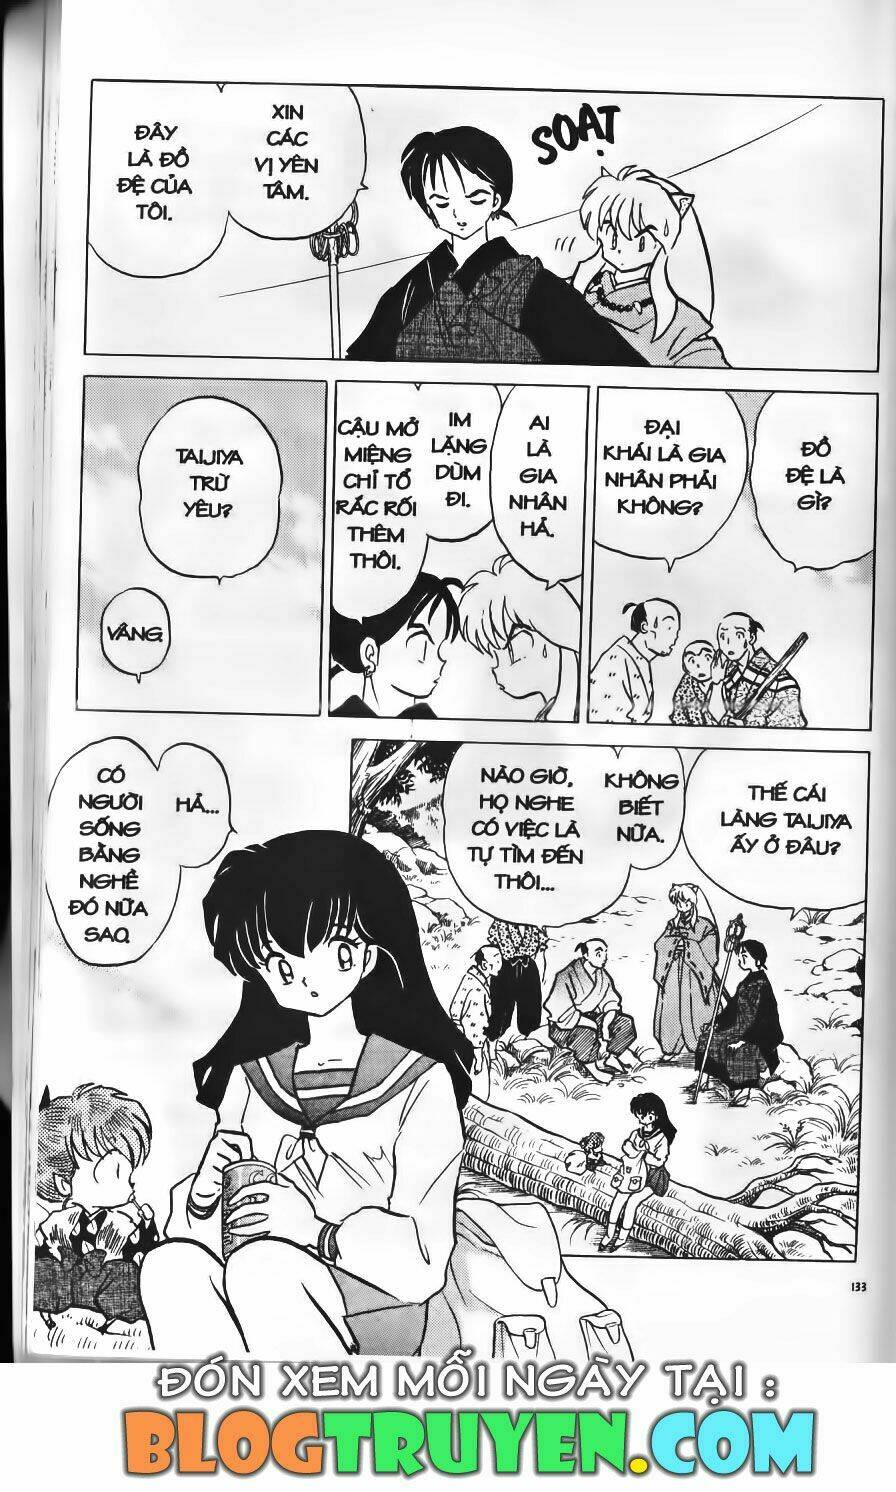 XIN
CÁC
VỊ YÊN
TÂM.
ĐÂY
LÀ ĐỒ
ĐỆ CỦA
TÔI.
SOẠT
ĐỒ
ĐỆ LÀ
GÌ?
ĐẠI
KHÁI LÀ GIA
NHÂN PHẢI
KHÔNG?
AI
LÀ
GIA
NHÂN
HẢ.
IM
LẶNG
DÙM
ĐI.
CẬU MỞ
MIỆNG
CHỈ TỔ
RẮC RỐI
THÊM
THÔI.
TAIJIYA
TRỪ
YÊU?
VÂNG.
THẾ CÁI
LÀNG TAIJIYA
ẤY Ở ĐÂU?
KHÔNG
BIẾT
NỮA.
NÀO GIỜ,
HỌ NGHE
CÓ VIỆC LÀ
TỰ TÌM ĐẾN
THÔI...
HẢ...
CÓ
NGƯỜI
SỐNG
BẰNG
NGHỀ
ĐÓ NỮA
SAO.
133
ĐÓN XEM MỖI NGÀY TẠI :
BLOGTRUYEN.COM